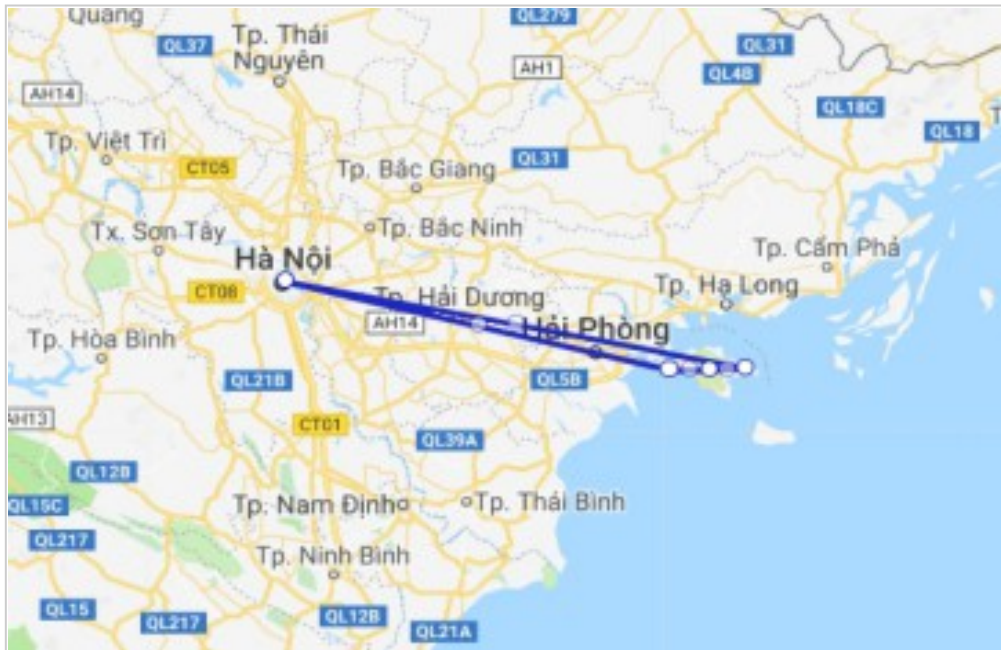 Quang
QL279
QL37
Tp. Thái
Nguyên
QL31
AH1
QL4B
AH14
QL18C
QL18
T
Tp. Việt Trì
CT05
QL31
Tp. Bắc Giang
Tx. Sơn Tây
Tp. Bắc Ninh
Hà Nội
Tp. Cẩm Phả
CT08
Tp. Hải Dương
Tp. Hạ Long
AH14
Hải Phòng
Tp. Hòa Bình
QL21B
QL5B
AH13
CT01
QL39A
QL12B
QL15C
Tp. Nam Định
Tp. Thái Bình
QL217
Tp. Ninh Bình
QL15
QL217
QL12B
QL21A